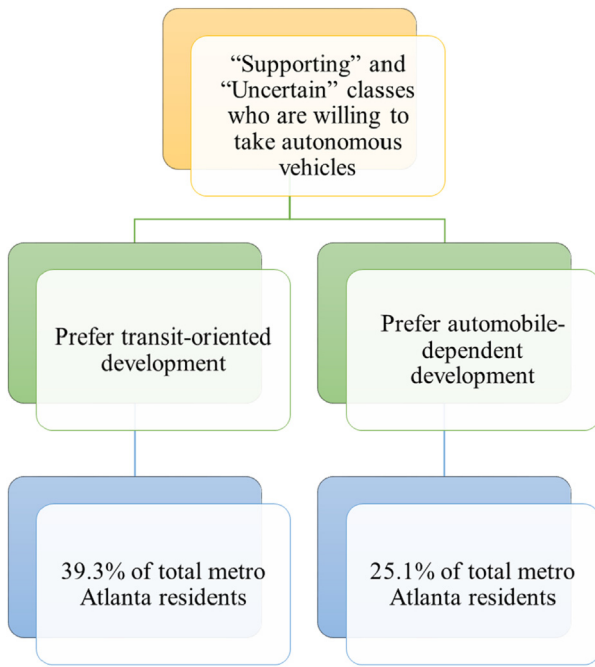 “Supporting” and
“Uncertain” classes
who are willing to
take autonomous
vehicles
Prefer transit-oriented
development
Prefer automobile-
dependent
development
39.3% of total metro
Atlanta residents
25.1% of total metro
Atlanta residents